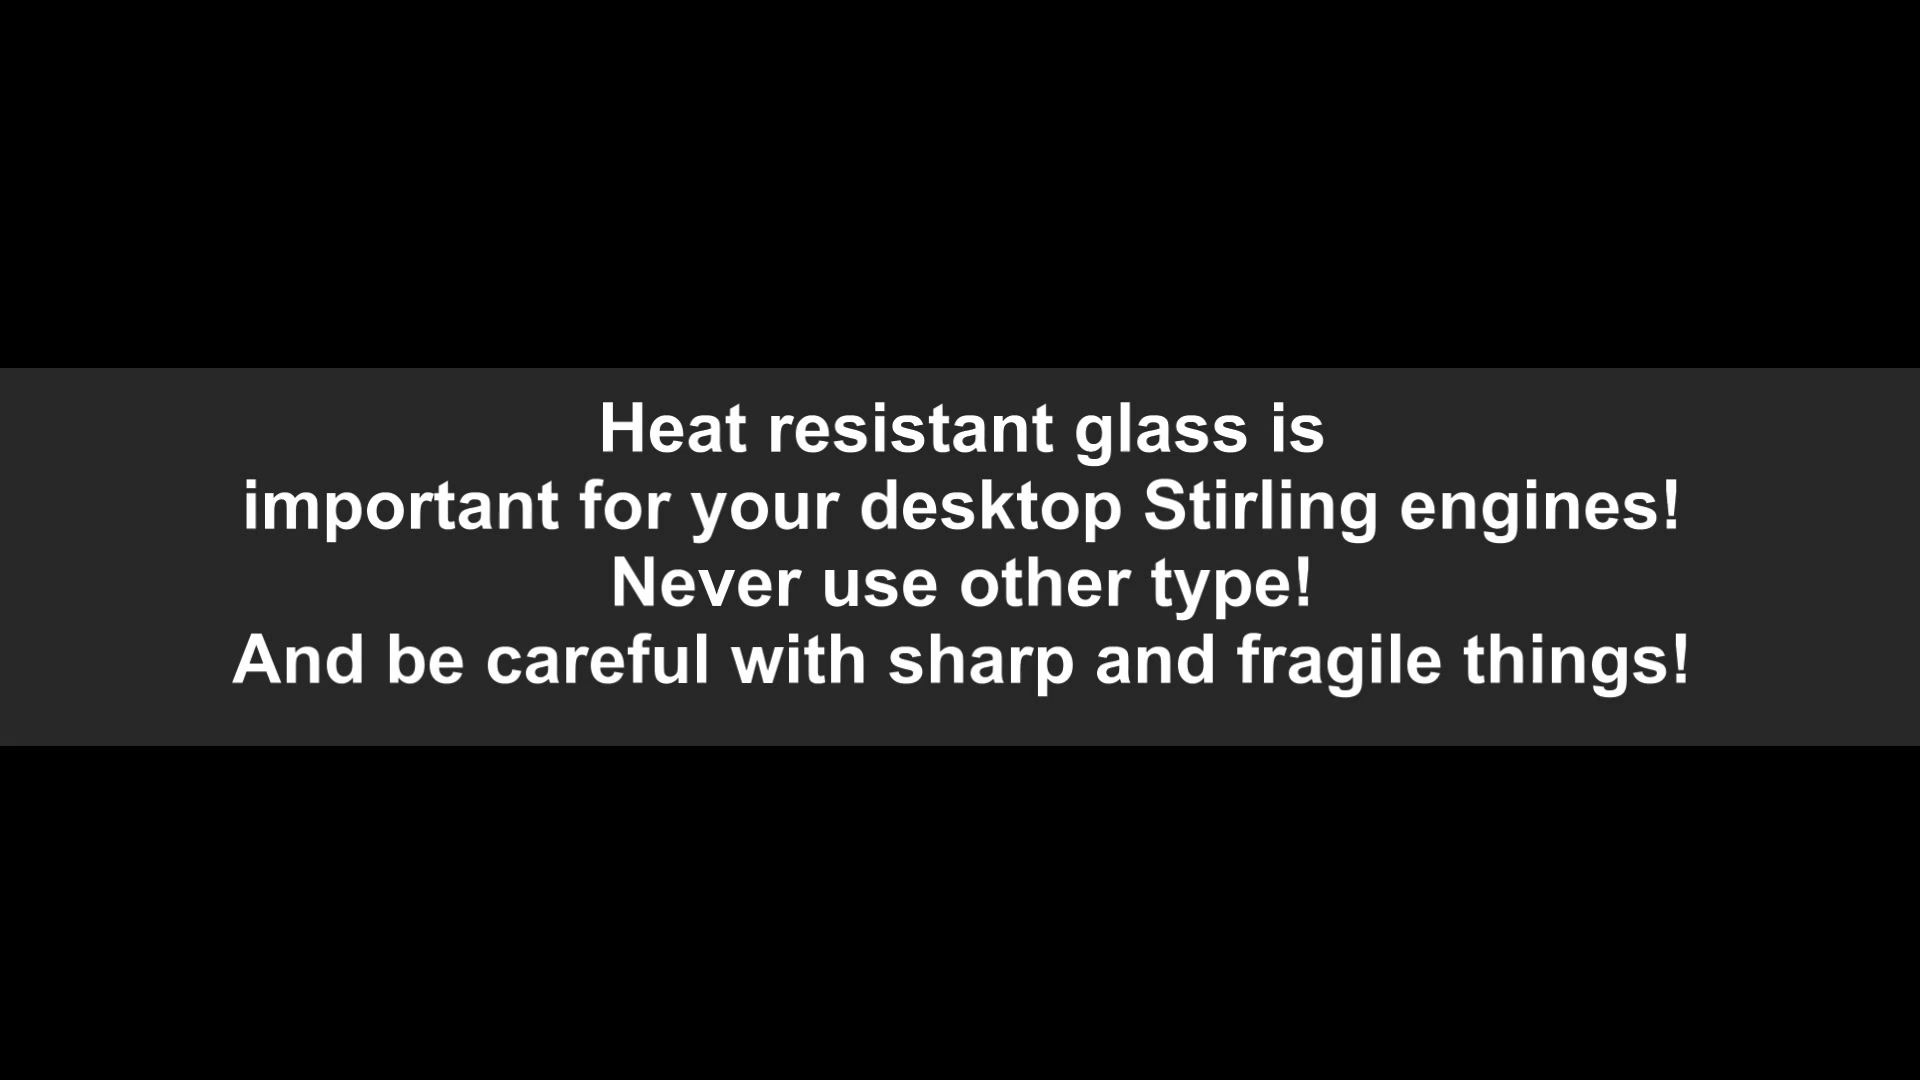 Heat resistant glass is
important for your desktop Stirling engines!
Never use other type!
And be careful with sharp and fragile things!